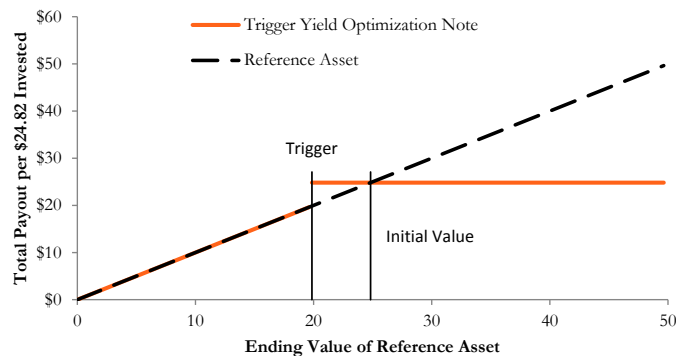 $60
$50
$40
$30
$20
$10
$0
Total Payout per $24.82 Invested
Trigger Yield Optimization Note
Reference Asset
Trigger
Initial Value
0
10
20
30
40
50
Ending Value of Reference Asset